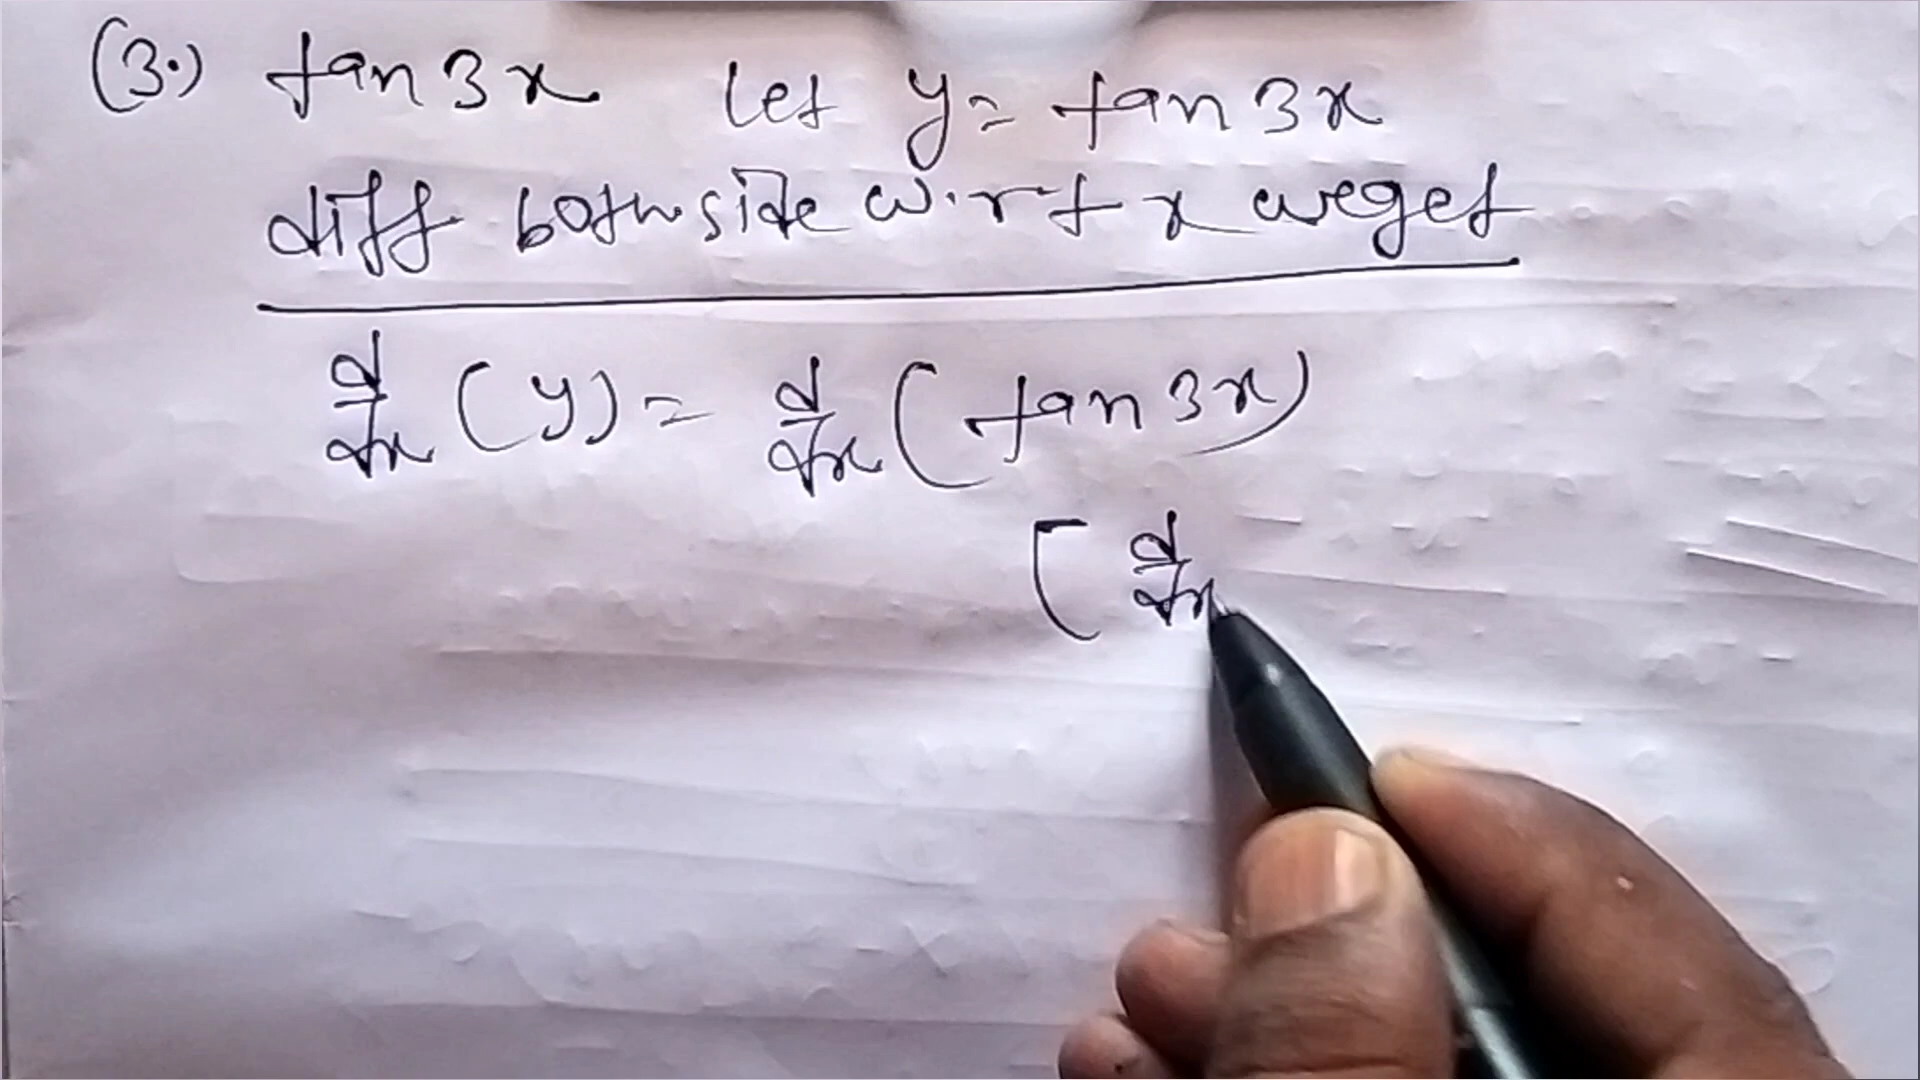 (3.) tan 3x let y = tan 3x
diff both side w.r.t x we get
d/dx (y) = d/dx (tan 3x)
[ d/dx